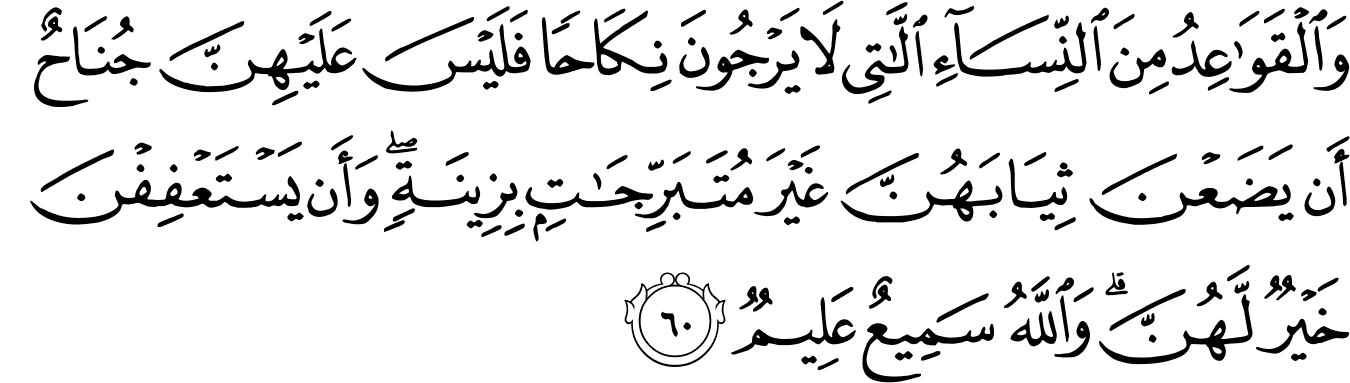 وَٱلْقَوَٰعِدُ مِنَ ٱلنِّسَآءِ ٱلَّـٰتِى لَا يَرْجُونَ نِكَاحًا فَلَيْسَ عَلَيْهِنَّ جُنَاحٌ
أَن يَضَعْنَ ثِيَابَهُنَّ غَيْرَ مُتَبَرِّجَـٰتٍۭ بِزِينَةٍ ۖ وَأَن يَسْتَعْفِفْنَ
خَيْرٌ لَّهُنَّ ۗ وَٱللَّهُ سَمِيعٌ عَلِيمٌ ٦٠